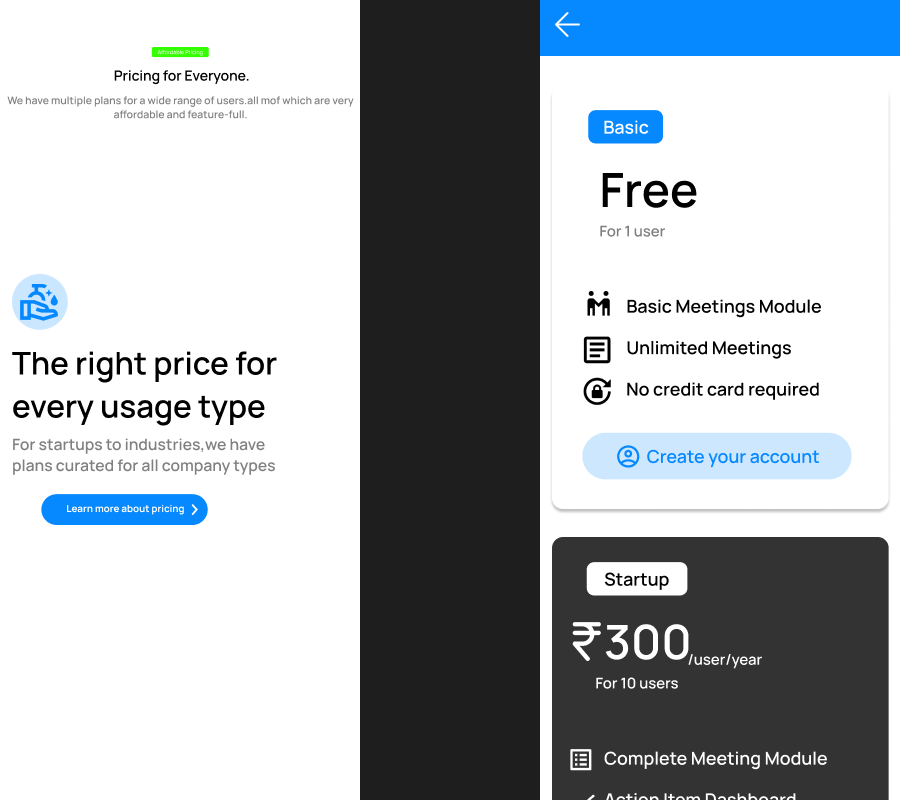 Affordable Pricing
Pricing for Everyone.
We have multiple plans for a wide range of users.all mof which are very
affordable and feature-full.
The right price for
every usage type
For startups to industries,we have
plans curated for all company types
Learn more about pricing
Basic
Free
For 1 user
Basic Meetings Module
Unlimited Meetings
No credit card required
Create your account
Startup
₹300/user/year
For 10 users
Complete Meeting Module
Action Item Dashboard